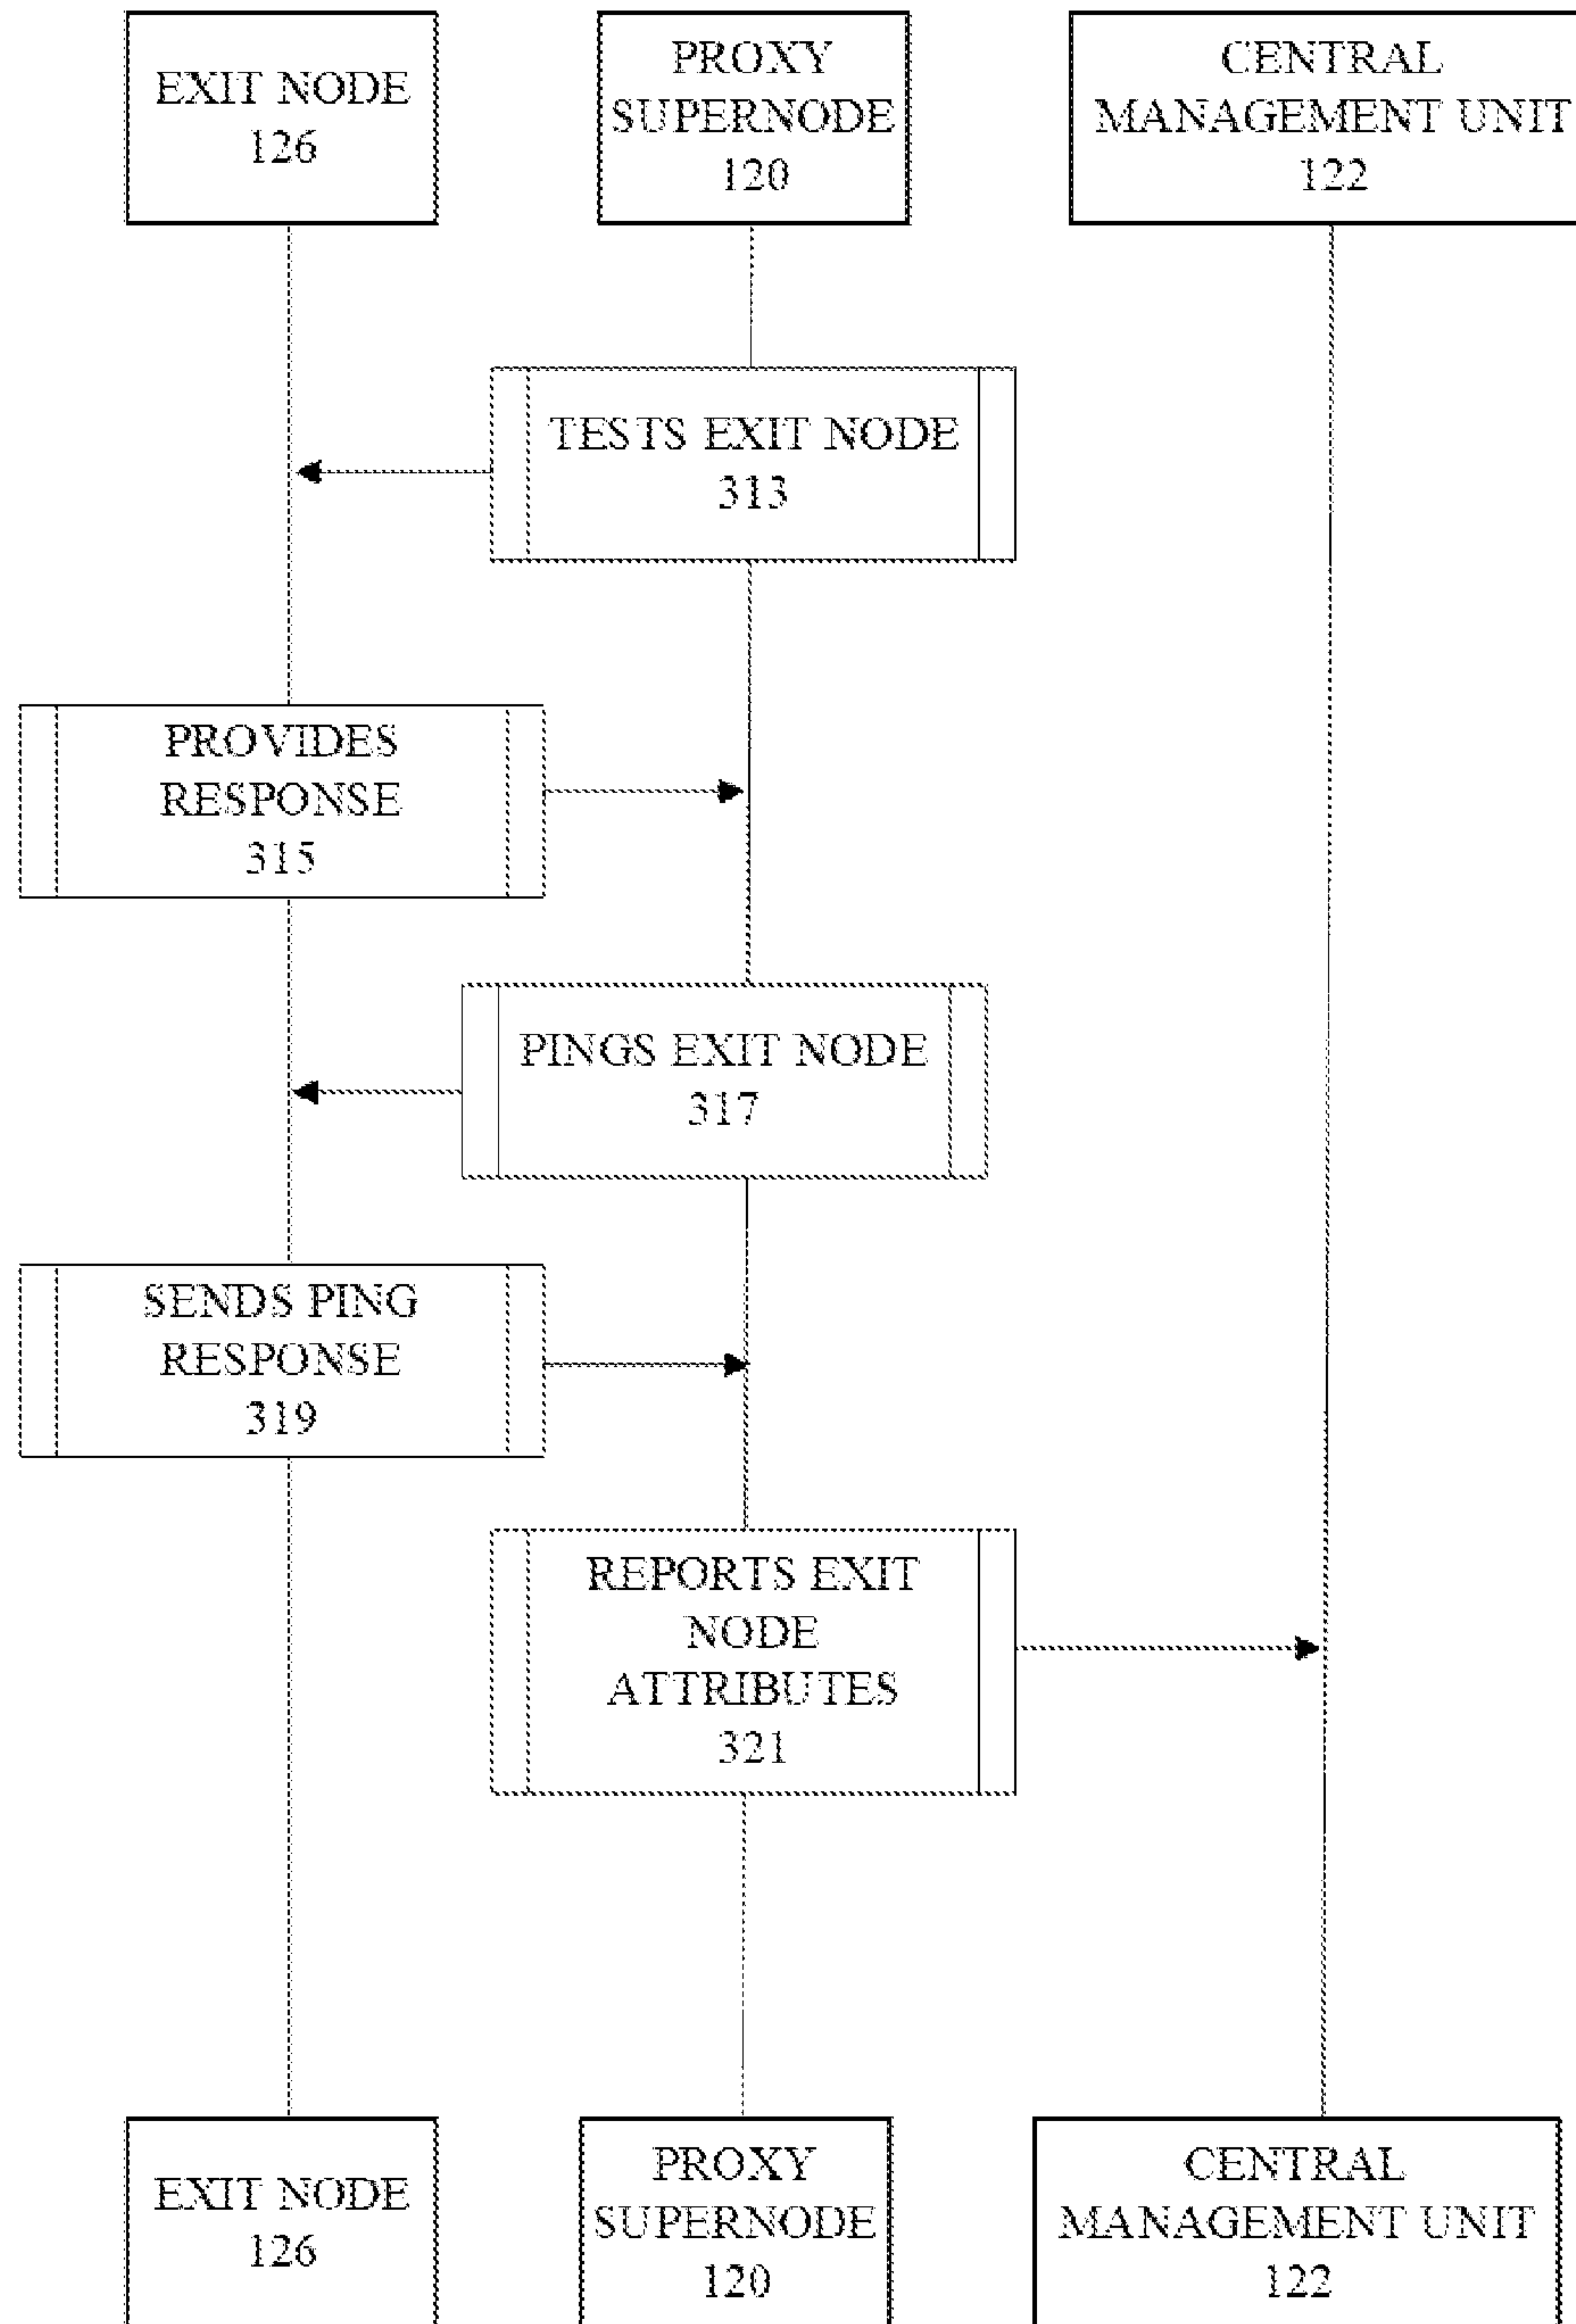 EXIT NODE
126
PROXY
SUPERNODE
120
CENTRAL
MANAGEMENT UNIT
122
TESTS EXIT NODE
313
PROVIDES
RESPONSE
315
PINGS EXIT NODE
317
SENDS PING
RESPONSE
319
REPORTS EXIT
NODE
ATTRIBUTES
321
EXIT NODE
126
PROXY
SUPERNODE
120
CENTRAL
MANAGEMENT UNIT
122